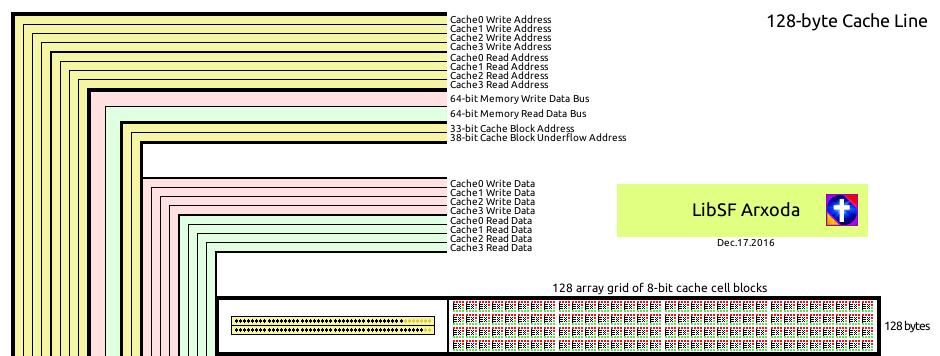 128-byte Cache Line
Cache0 Write Address
Cache1 Write Address
Cache2 Write Address
Cache3 Write Address
Cache0 Read Address
Cache1 Read Address
Cache2 Read Address
Cache3 Read Address
64-bit Memory Write Data Bus
64-bit Memory Read Data Bus
33-bit Cache Block Address
38-bit Cache Block Underflow Address
Cache0 Write Data
Cache1 Write Data
Cache2 Write Data
Cache3 Write Data
Cache0 Read Data
Cache1 Read Data
Cache2 Read Data
Cache3 Read Data
LibSF Arxoda
Dec.17.2016
128 array grid of 8-bit cache cell blocks
128 bytes